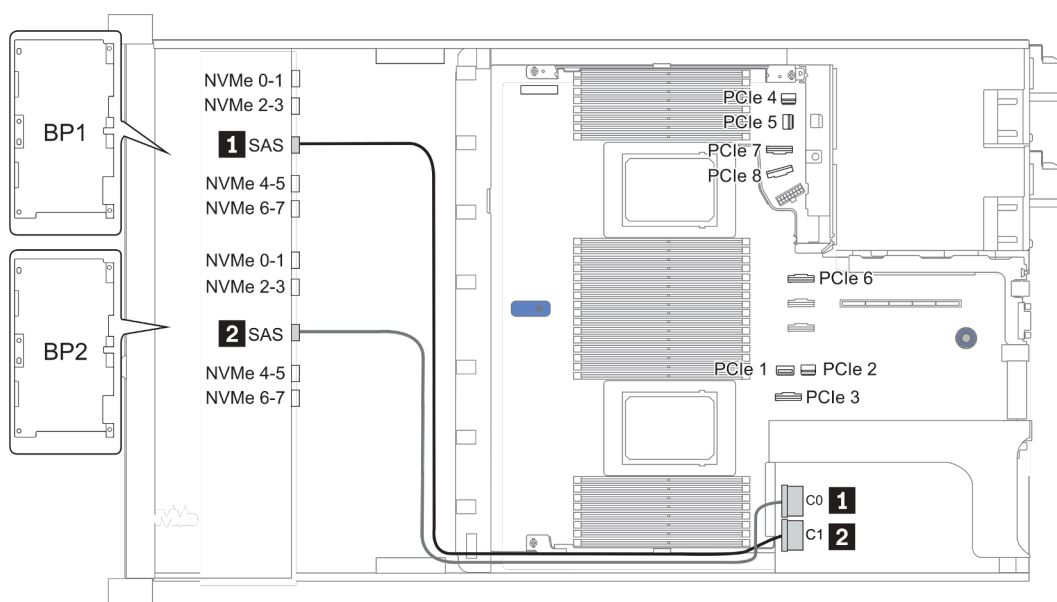 BP1
NVMe 0-1
NVMe 2-3
1 SAS
NVMe 4-5
NVMe 6-7
BP2
NVMe 0-1
NVMe 2-3
2 SAS
NVMe 4-5
NVMe 6-7
PCIe 4
PCIe 5
PCIe 7
PCIe 8
PCIe 6
PCIe 1
PCIe 2
PCIe 3
C0 1
C1 2